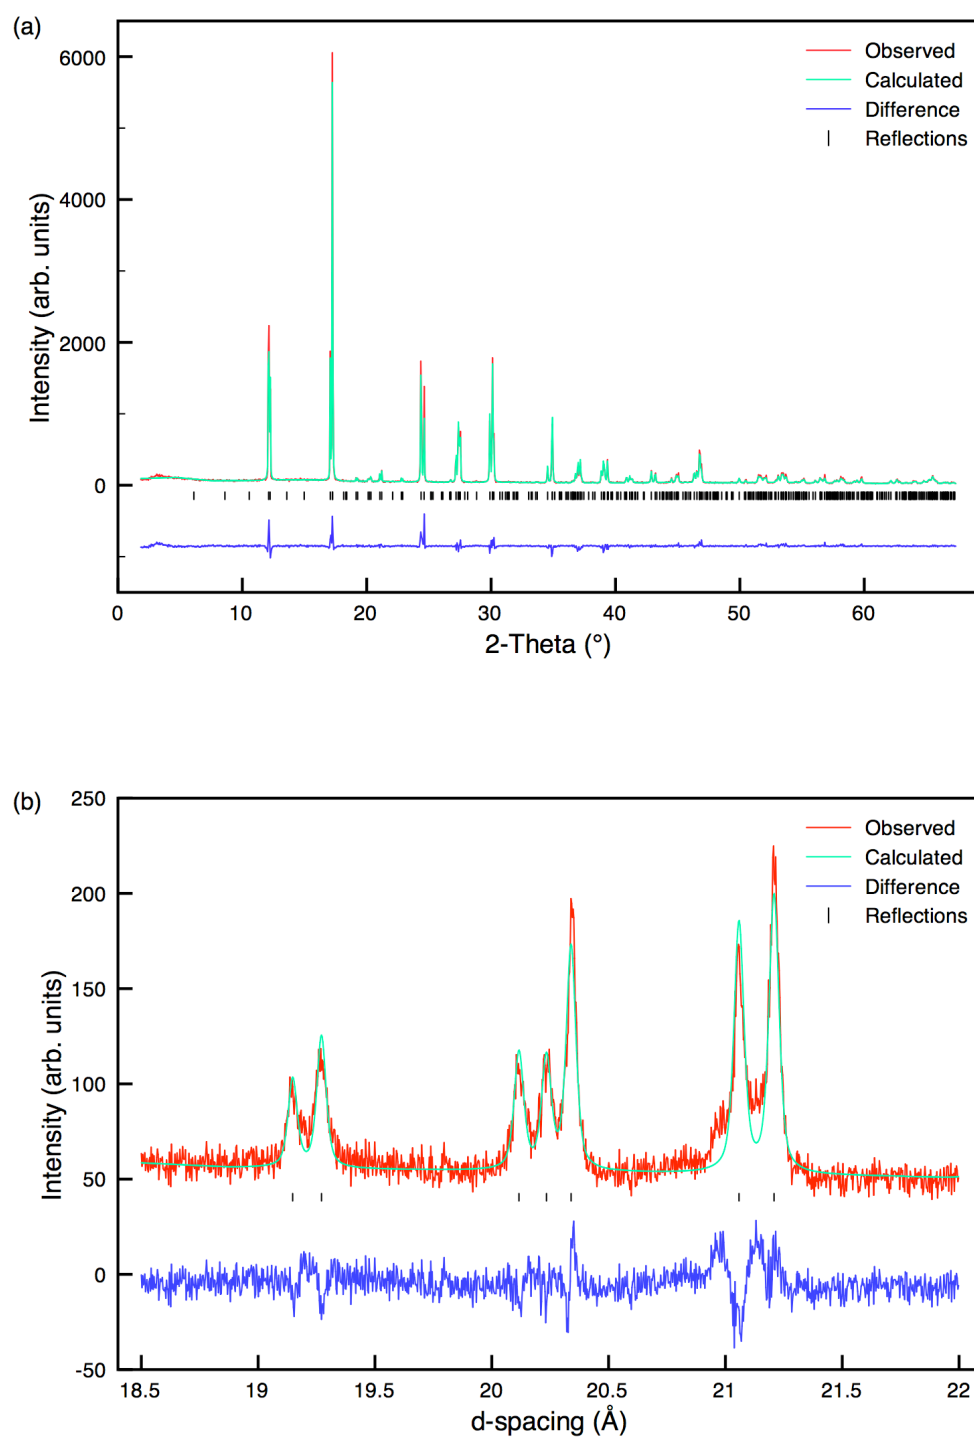 (a)
6000
4000
2000
0
Intensity (arb. units)
Observed
Calculated
Difference
Reflections
0 10 20 30 40 50 60
2-Theta (°)
(b)
250
200
150
100
50
0
-50
Intensity (arb. units)
Observed
Calculated
Difference
Reflections
18.5 19 19.5 20 20.5 21 21.5 22
d-spacing (Å)